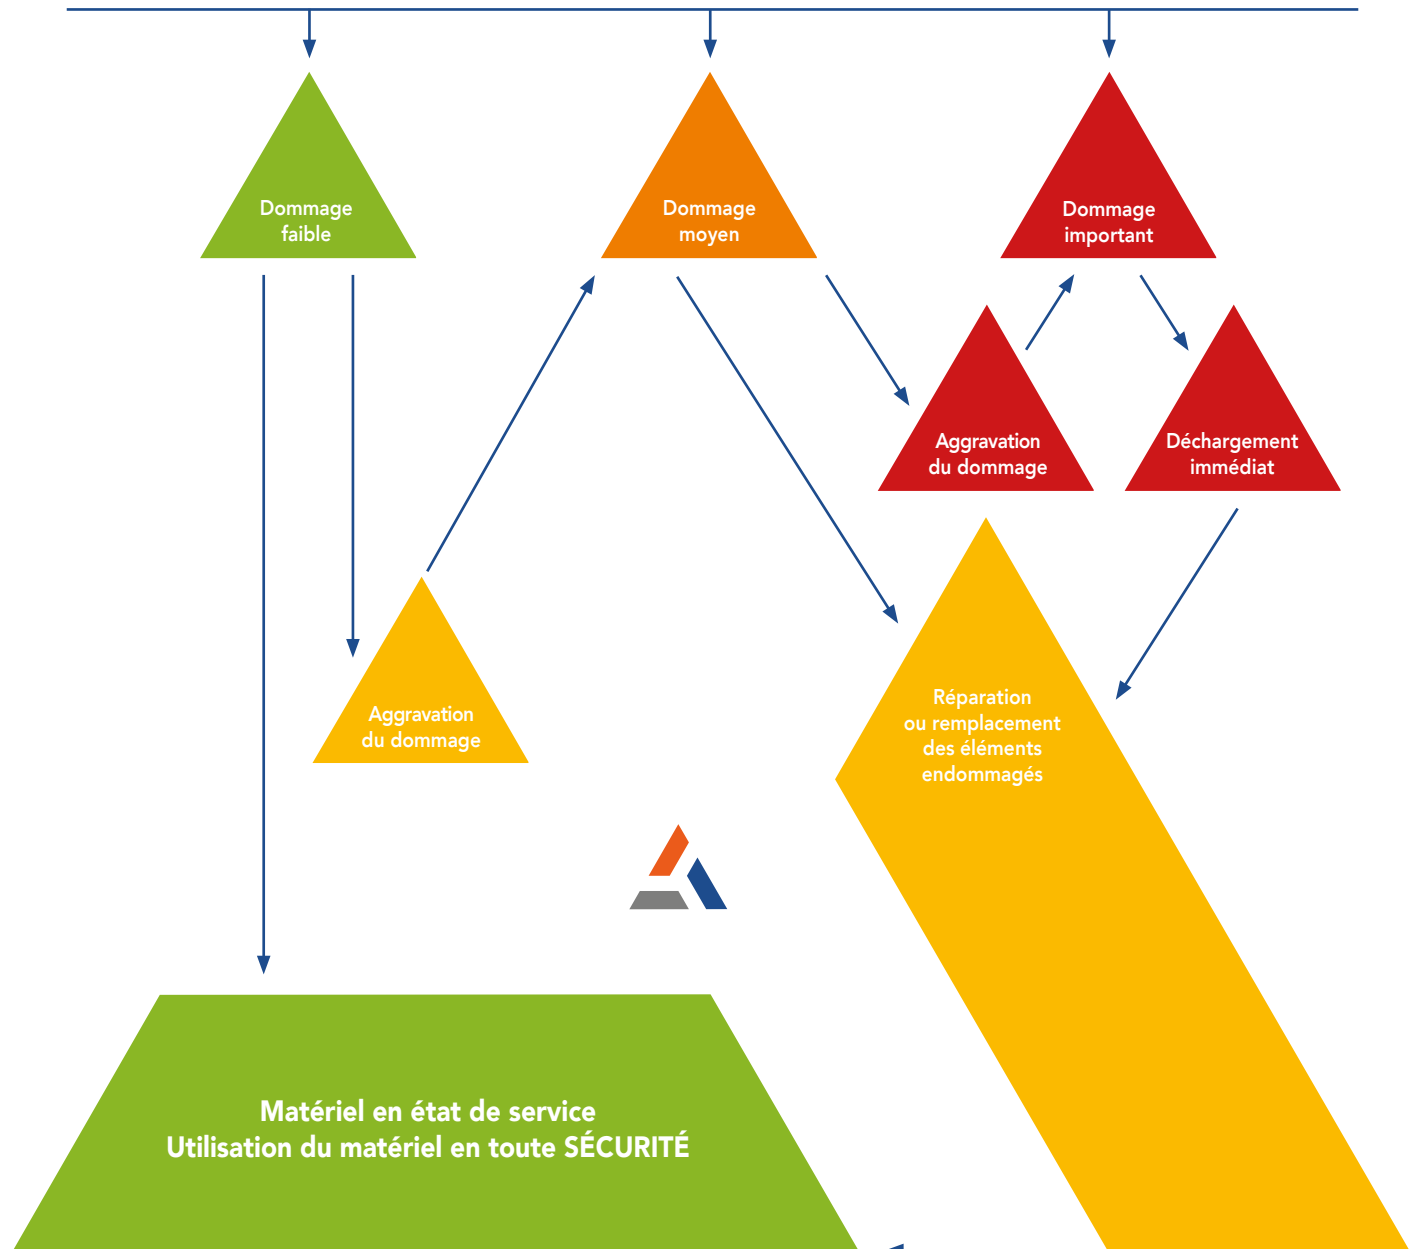 Dommage
faible
Dommage
moyen
Dommage
important
Aggravation
du dommage
Déchargement
immédiat
Aggravation
du dommage
Réparation
ou remplacement
des éléments
endommagés
Matériel en état de service
Utilisation du matériel en toute SÉCURITÉ